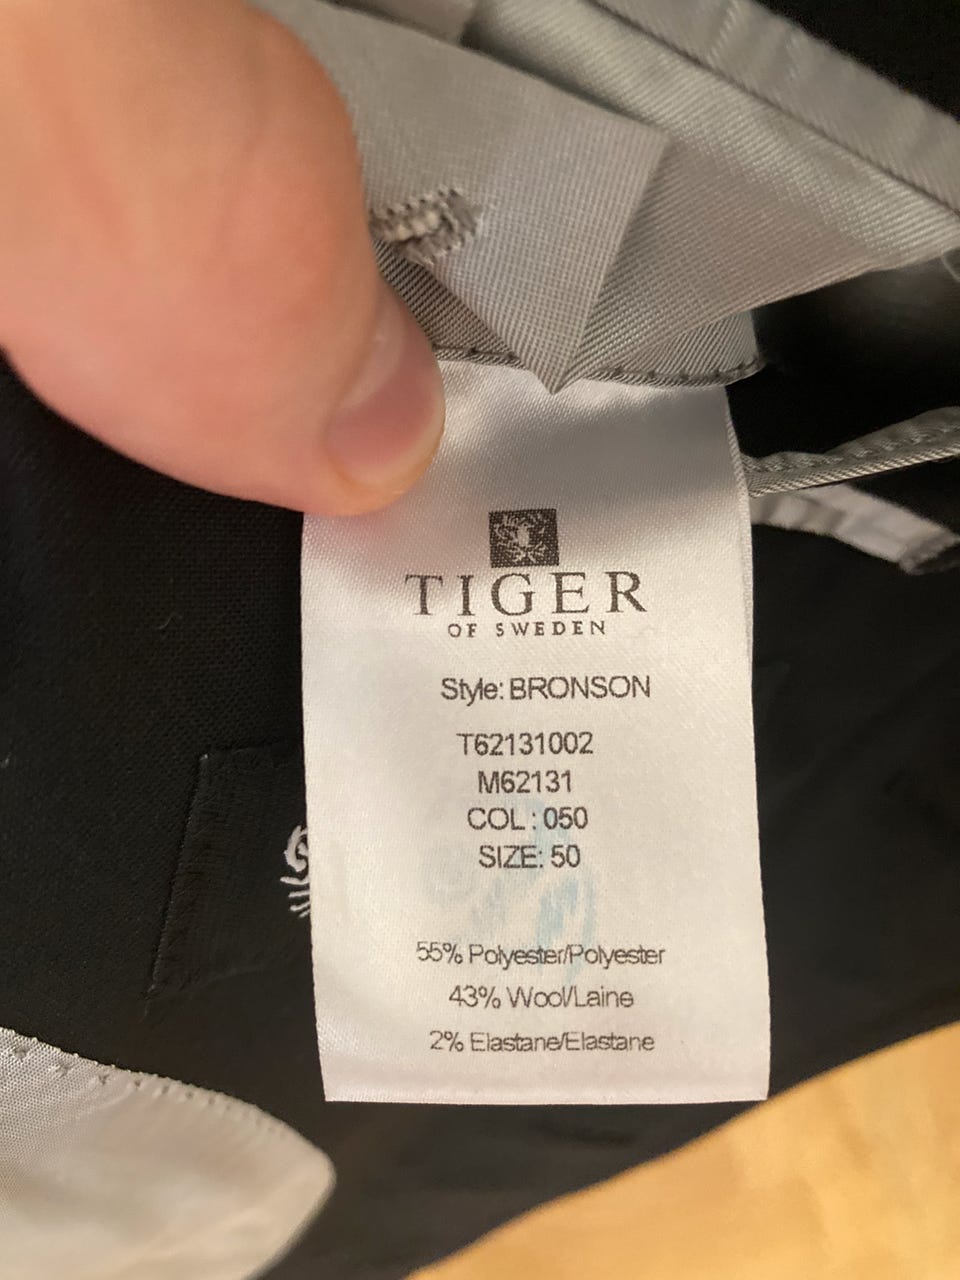 TIGER
OF SWEDEN
Style: BRONSON
T62131002
M62131
COL : 050
SIZE: 50
55% Polyester/Polyester
43% Wool/Laine
2% Elastane/Elastane